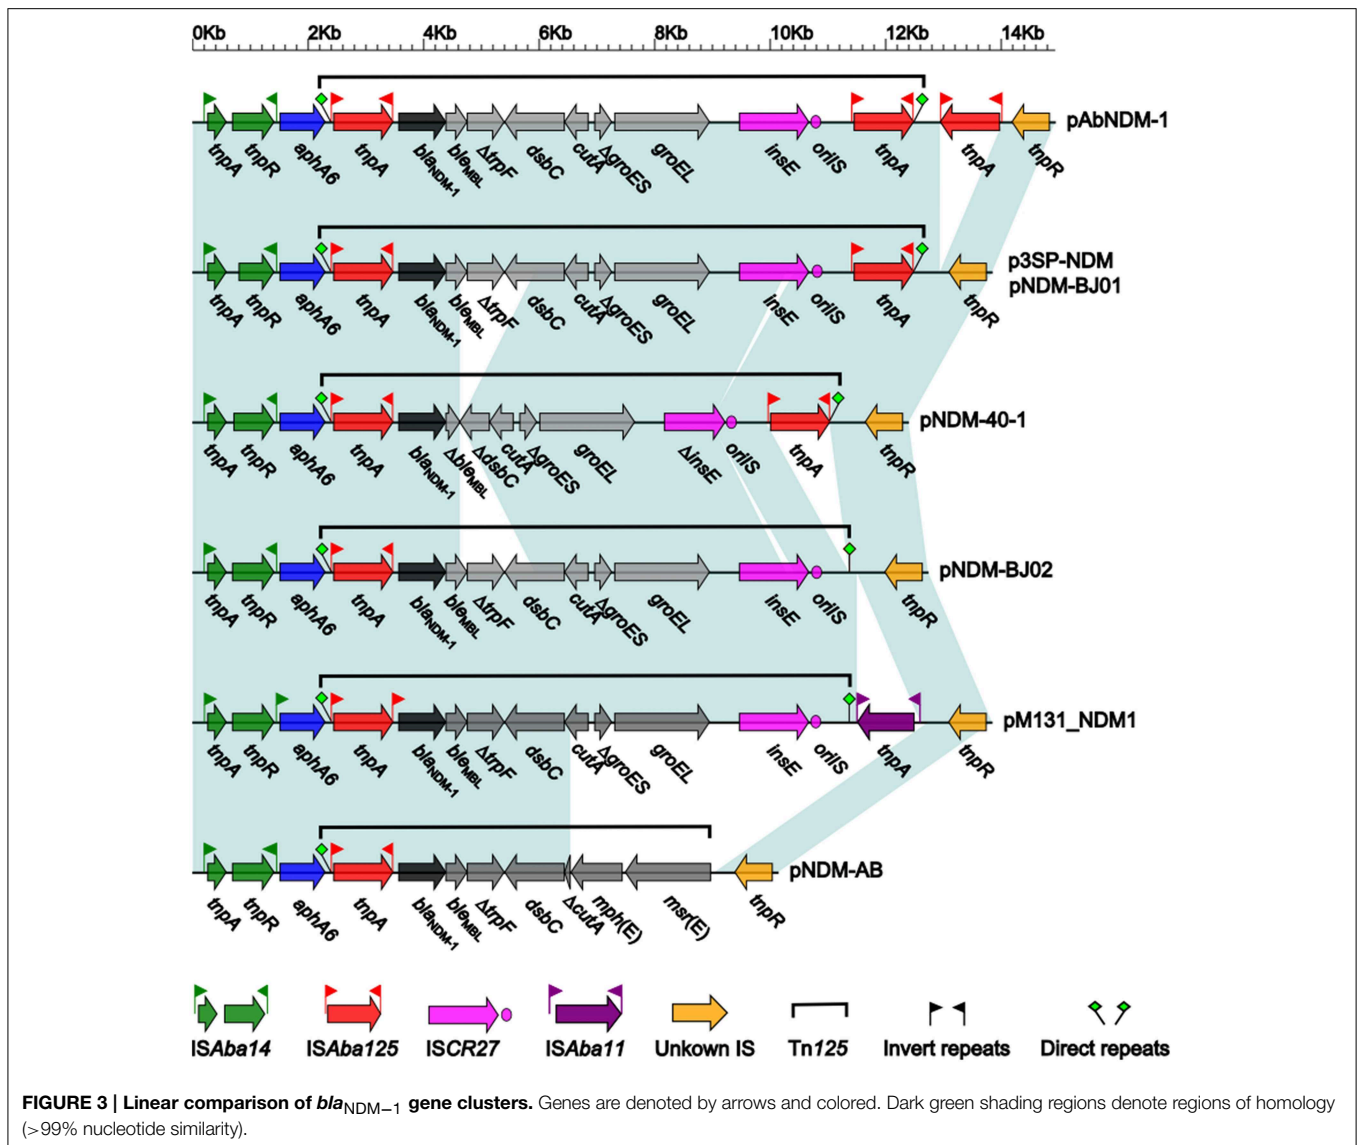 0Kb 2Kb 4Kb 6Kb 8Kb 10Kb 12Kb 14Kb
pAbNDM-1
tnpA tnpR aphA6 tnpA blaNDM-1 bleMBL ΔtrpF dsbC cutA ΔgroES groEL insE oriIS tnpA tnpA tnpR
p3SP-NDM
pNDM-BJ01
tnpA tnpR aphA6 tnpA blaNDM-1 bleMBL ΔtrpF dsbC cutA ΔgroES groEL insE oriIS tnpA tnpR
pNDM-40-1
tnpA tnpR aphA6 tnpA blaNDM-1 ΔbleMBL ΔdsbC cutA ΔgroES groEL ΔinsE oriIS tnpA tnpR
pNDM-BJ02
tnpA tnpR aphA6 tnpA blaNDM-1 bleMBL ΔtrpF dsbC cutA ΔgroES groEL insE oriIS tnpR
pM131_NDM1
tnpA tnpR aphA6 tnpA blaNDM-1 bleMBL ΔtrpF dsbC cutA ΔgroES groEL insE oriIS tnpA tnpR
pNDM-AB
tnpA tnpR aphA6 tnpA blaNDM-1 bleMBL ΔtrpF dsbC ΔcutA mph(E) msr(E) tnpR
ISAba14 ISAba125 ISCR27 ISAba11 Unkown IS Tn125 Invert repeats Direct repeats
FIGURE 3 | Linear comparison of blaNDM−1 gene clusters. Genes are denoted by arrows and colored. Dark green shading regions denote regions of homology
(>99% nucleotide similarity).